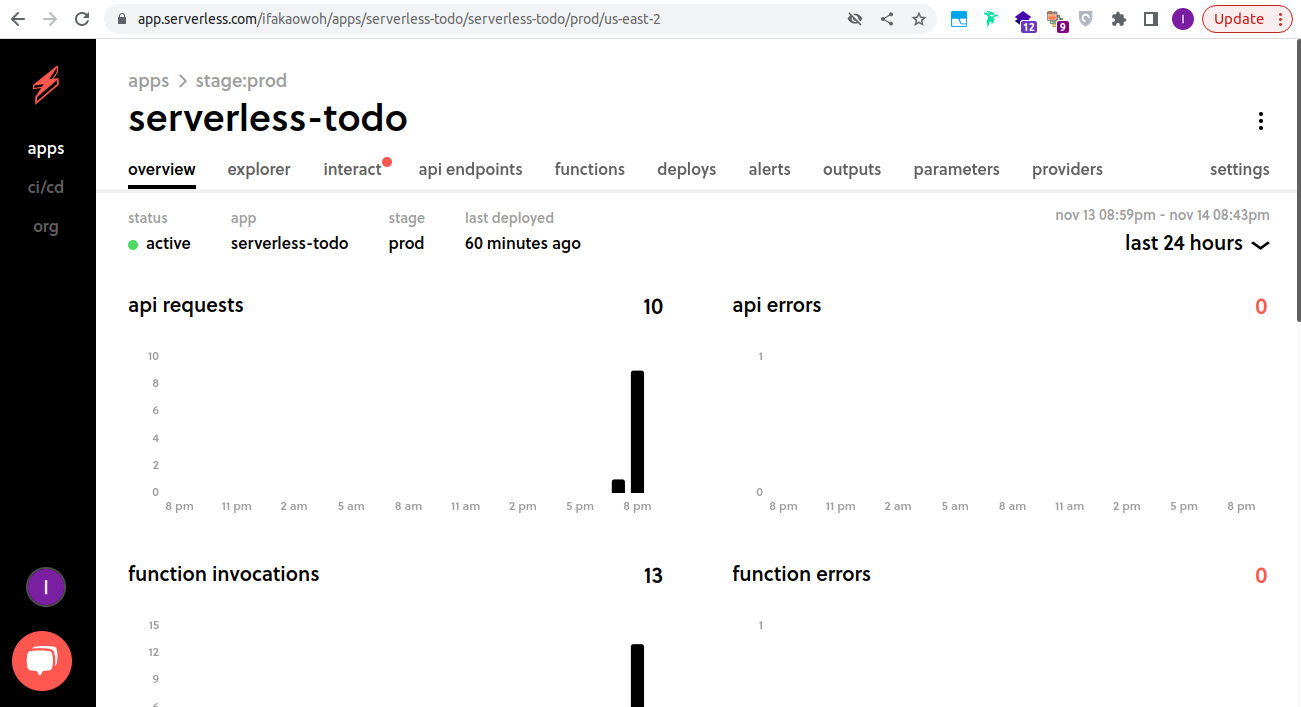 app.serverless.com/ifakaowoh/apps/serverless-todo/serverless-todo/prod/us-east-2
12
9
I
Update
apps > stage:prod
serverless-todo
apps
ci/cd
org
overview explorer interact api endpoints functions deploys alerts outputs parameters providers settings
status app stage last deployed nov 13 08:59pm - nov 14 08:43pm
active serverless-todo prod 60 minutes ago last 24 hours
api requests 10
10
8
6
4
2
0
8 pm 11 pm 2 am 5 am 8 am 11 am 2 pm 5 pm 8 pm
api errors 0
1
0
8 pm 11 pm 2 am 5 am 8 am 11 am 2 pm 5 pm 8 pm
function invocations 13
15
12
9
function errors 0
1
I